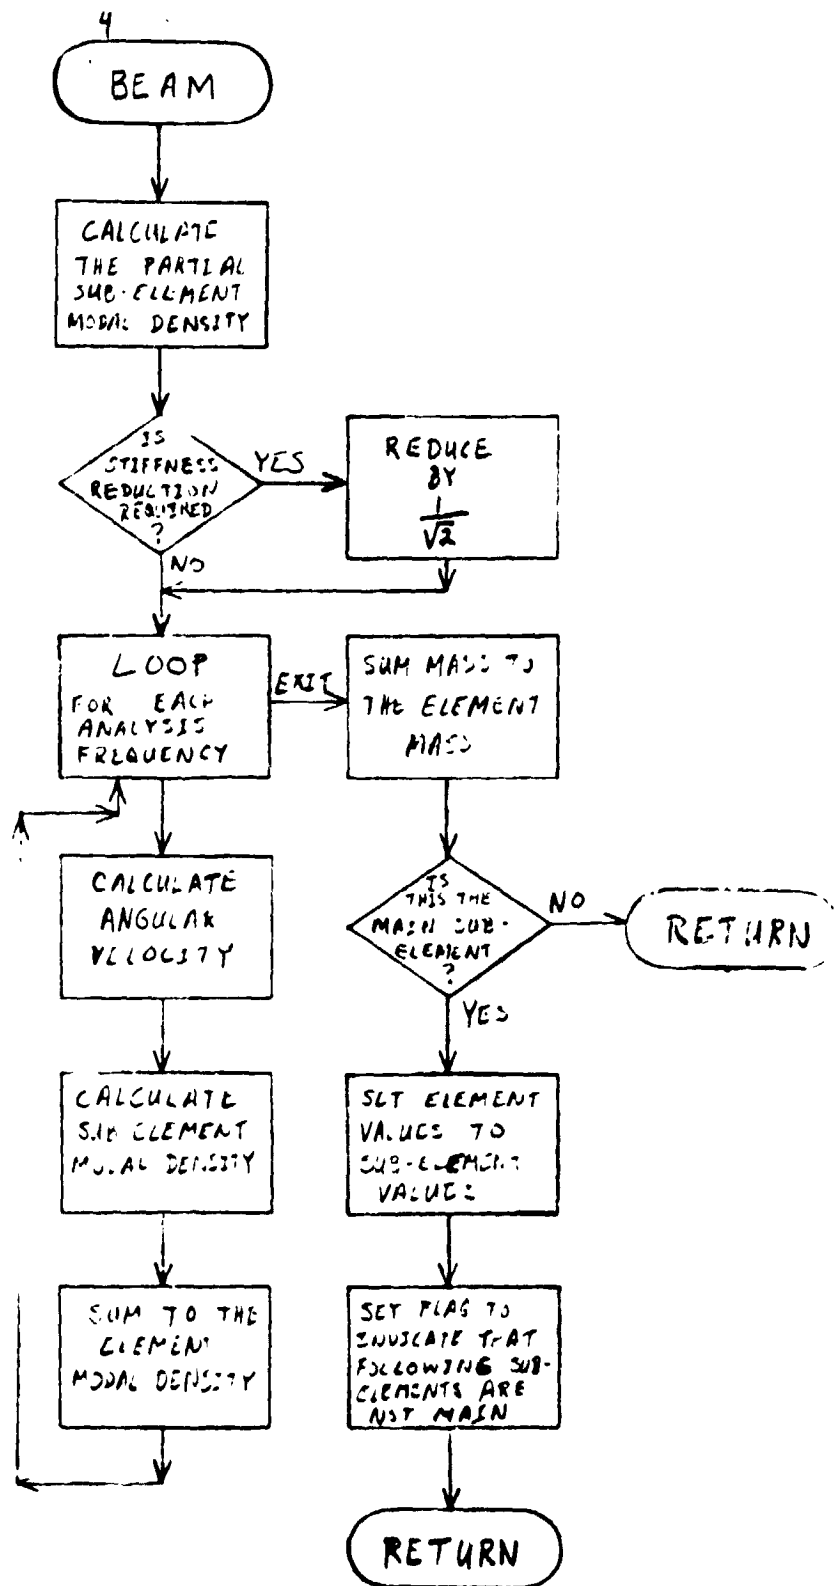 4
BEAM
CALCULATE
THE PARTIAL
SUB-ELEMENT
MODAL DENSITY
IS
STIFFNESS
REDUCTION
REQUIRED
?
YES
REDUCE
BY
1
√2
NO
LOOP
FOR EACH
ANALYSIS
FREQUENCY
EXIT
SUM MASS TO
THE ELEMENT
MASS
CALCULATE
ANGULAR
VELOCITY
IS
THIS THE
MAIN SUB-
ELEMENT
?
NO
RETURN
YES
CALCULATE
SUB ELEMENT
MODAL DENSITY
SET ELEMENT
VALUES TO
SUB-ELEMENT
VALUES
SUM TO THE
ELEMENT
MODAL DENSITY
SET FLAG TO
INDICATE THAT
FOLLOWING SUB-
ELEMENTS ARE
NOT MAIN
RETURN